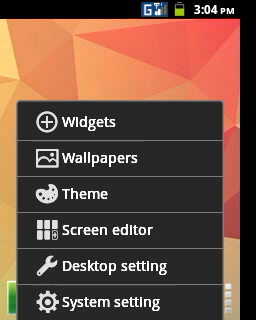 G 3:04 PM
Widgets
Wallpapers
Theme
Screen editor
Desktop setting
System setting